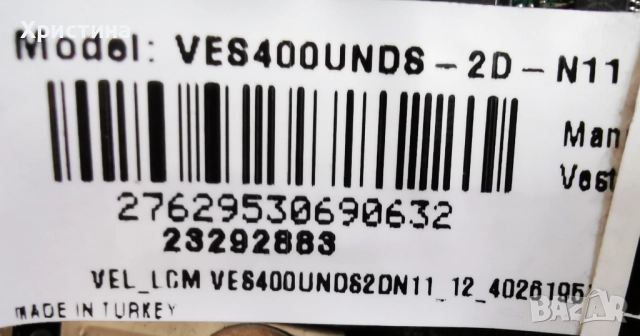 Христина
Model: VES400UNDS-2D-N11
Man
Vest
27629530690632
23292883
VEL_LCM VES400UNDS2DN11_12_4026195
MADE IN TURKEY
BAZAR